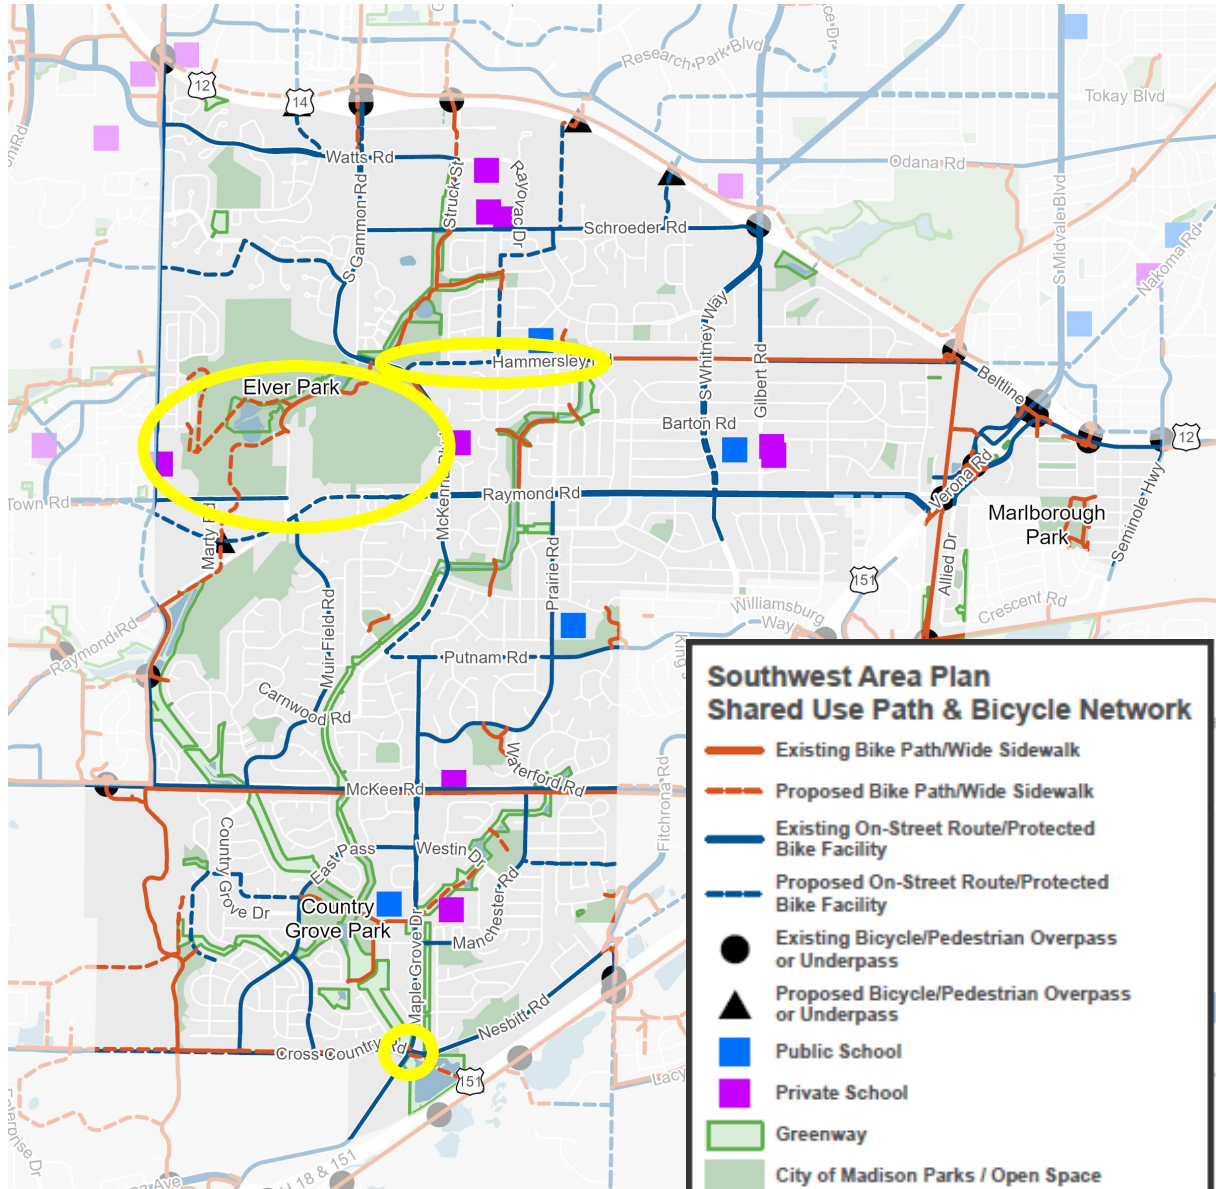 Research Park Blvd
12
14
Tokay Blvd
Watts Rd
Odana Rd
Struck St
Rayovac Dr
S Gammon Rd
S Midvale Blvd
Schroeder Rd
Nakoma Rd
S Whitney Way
Hammersley
Gilbert Rd
Beltline
Elver Park
Barton Rd
12
Town Rd
Verona Rd
Raymond Rd
Seminole Hwy
Marlborough
Park
Marty Rd
Allied Dr
151
Prairie Rd
Crescent Rd
Williamsburg
Way
Raymond Rd
Muir Field Rd
Putnam Rd
Carnwood Rd
Waterford Rd
McKee Rd
Fitchrona Rd
Country
Grove Dr
East Pass
Westin Dr
Manchester Rd
Country
Grove Park
Maple Grove Dr
Nesbitt Rd
Cross Country Rd
151
Enterprise Dr
18 & 151
Southwest Area Plan
Shared Use Path & Bicycle Network
Existing Bike Path/Wide Sidewalk
Proposed Bike Path/Wide Sidewalk
Existing On-Street Route/Protected
Bike Facility
Proposed On-Street Route/Protected
Bike Facility
Existing Bicycle/Pedestrian Overpass
or Underpass
Proposed Bicycle/Pedestrian Overpass
or Underpass
Public School
Private School
Greenway
City of Madison Parks / Open Space